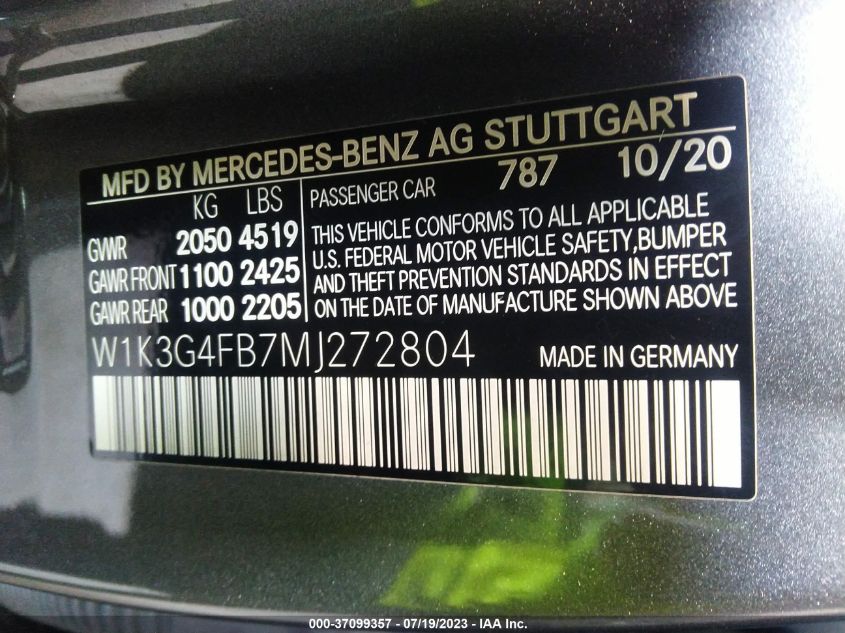 MFD BY MERCEDES-BENZ AG STUTTGART
KG LBS
GVWR 2050 4519
GAWR FRONT 1100 2425
GAWR REAR 1000 2205
PASSENGER CAR 787 10/20
THIS VEHICLE CONFORMS TO ALL APPLICABLE
U.S. FEDERAL MOTOR VEHICLE SAFETY,BUMPER
AND THEFT PREVENTION STANDARDS IN EFFECT
ON THE DATE OF MANUFACTURE SHOWN ABOVE
W1K3G4FB7MJ272804 MADE IN GERMANY
000-37099357 - 07/19/2023 - IAA Inc.